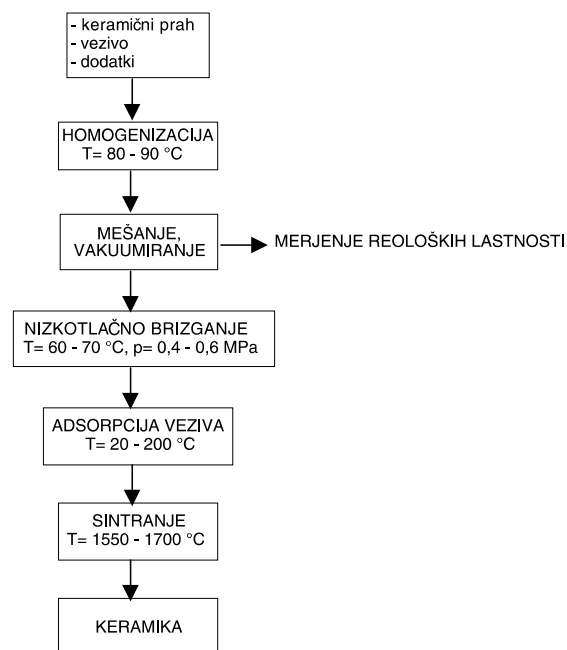 - keramični prah
- vezivo
- dodatki
HOMOGENIZACIJA
T= 80 - 90 °C
MEŠANJE,
VAKUUMIRANJE
MERJENJE REOLOŠKIH LASTNOSTI
NIZKOTLAČNO BRIZGANJE
T= 60 - 70 °C, p= 0,4 - 0,6 MPa
ADSORPCIJA VEZIVA
T= 20 - 200 °C
SINTRANJE
T= 1550 - 1700 °C
KERAMIKA